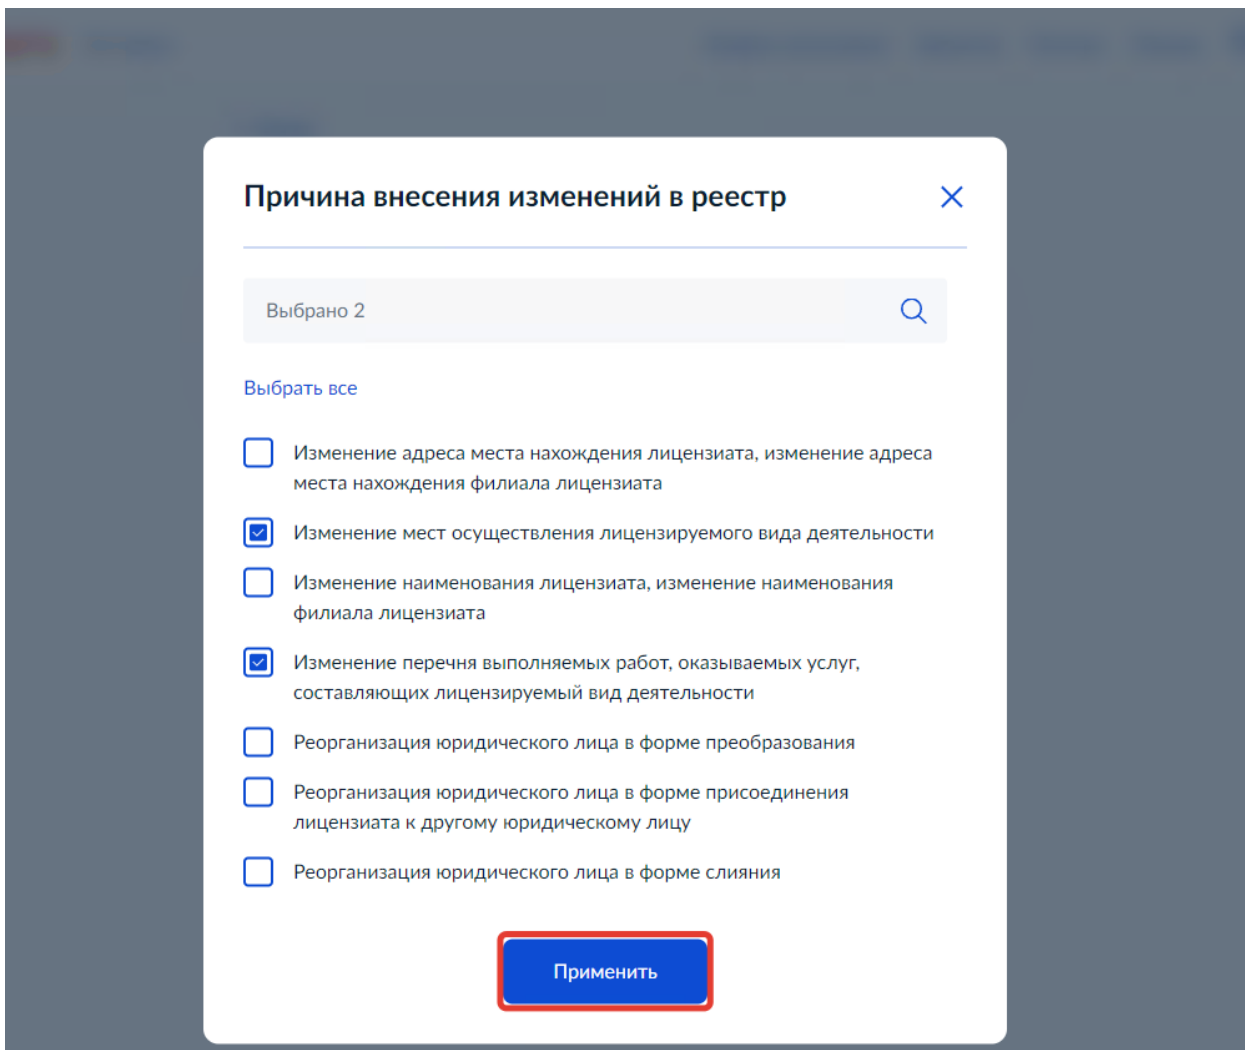 Причина внесения изменений в реестр
Выбрано 2
Выбрать все
Изменение адреса места нахождения лицензиата, изменение адреса
места нахождения филиала лицензиата
Изменение мест осуществления лицензируемого вида деятельности
Изменение наименования лицензиата, изменение наименования
филиала лицензиата
Изменение перечня выполняемых работ, оказываемых услуг,
составляющих лицензируемый вид деятельности
Реорганизация юридического лица в форме преобразования
Реорганизация юридического лица в форме присоединения
лицензиата к другому юридическому лицу
Реорганизация юридического лица в форме слияния
Применить